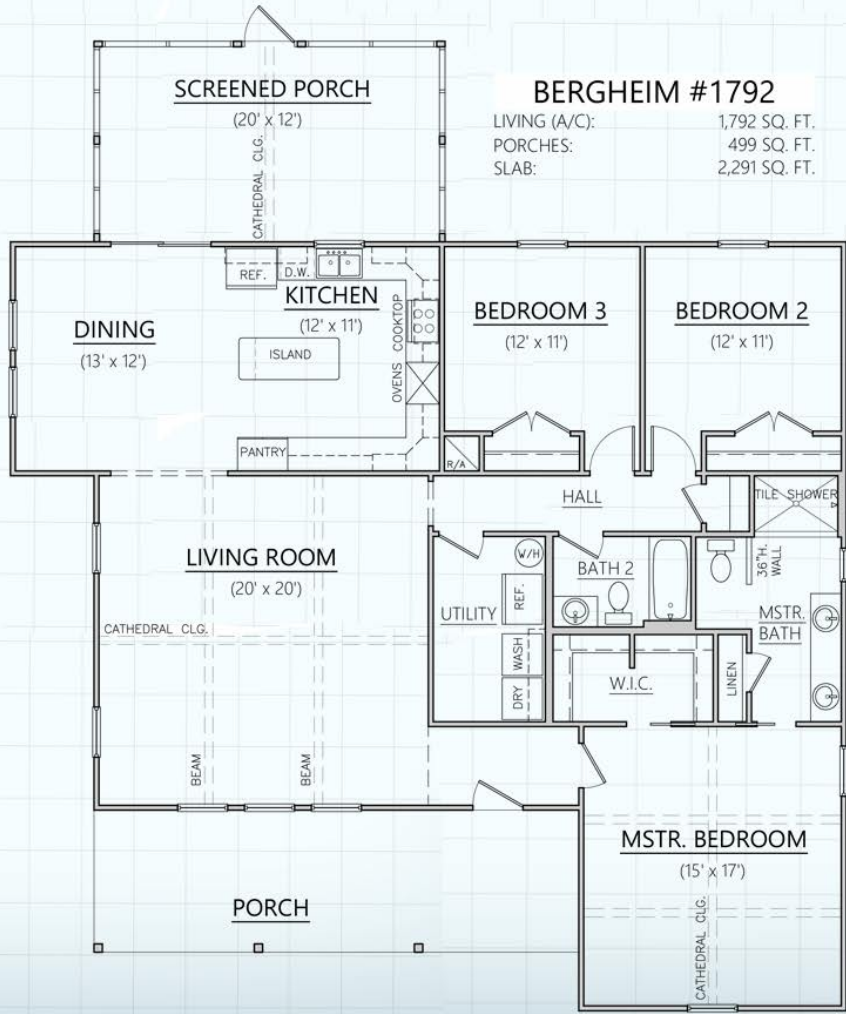 SCREENED PORCH
(20' x 12')
CATHEDRAL CLG.
BERGHEIM #1792
LIVING (A/C): 1,792 SQ. FT.
PORCHES: 499 SQ. FT.
SLAB: 2,291 SQ. FT.
REF.
D.W.
KITCHEN
(12' x 11')
COOKTOP
OVENS
ISLAND
PANTRY
DINING
(13' x 12')
BEDROOM 3
(12' x 11')
BEDROOM 2
(12' x 11')
R/A
HALL
TILE SHOWER
LIVING ROOM
(20' x 20')
CATHEDRAL CLG.
BEAM
BEAM
W/H
REF.
UTILITY
WASH
DRY
BATH 2
36"H.
WALL
MSTR.
BATH
W.I.C.
LINEN
MSTR. BEDROOM
(15' x 17')
CATHEDRAL CLG.
PORCH